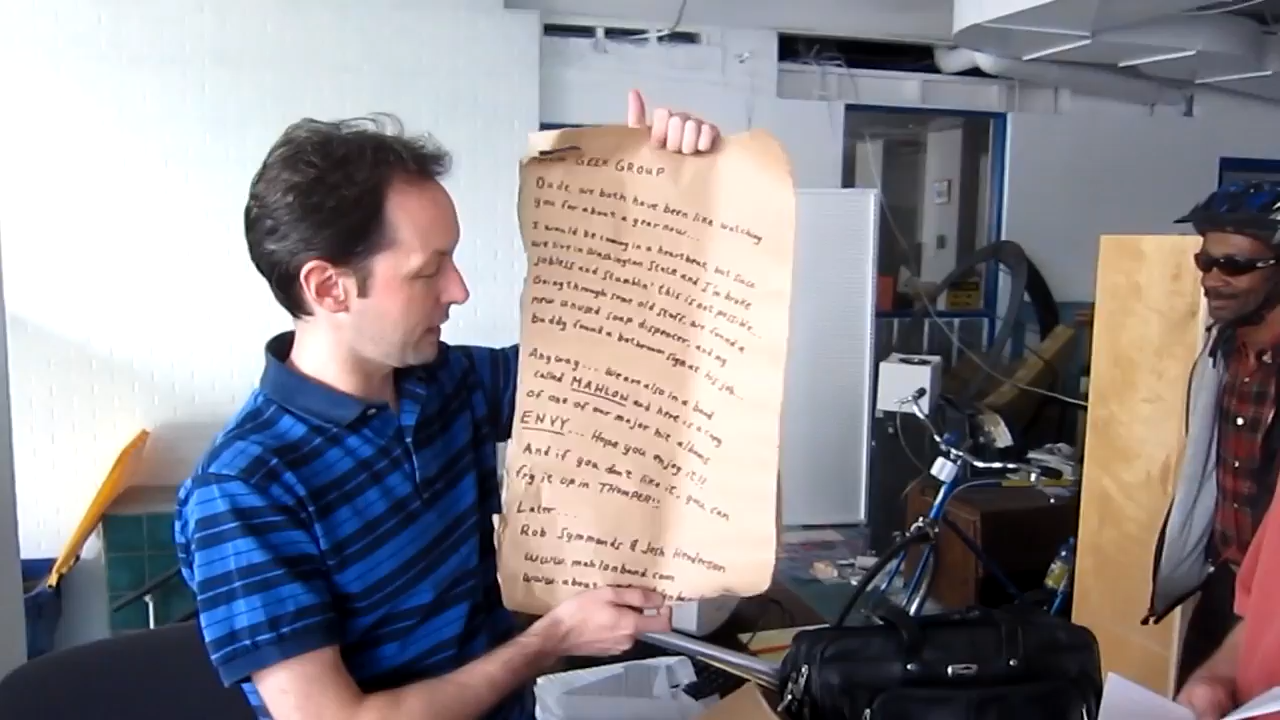 GEEK GROUP
Dude, we both have been like watching
you for about a year now...
I would be coming in a heartbeat, but since
we live in Washington State and I'm broke
jobless and stumblin' this is not possible...
Going through some old stuff, we found a
new unused soap dispenser, and my
buddy found a bathroom sign at his job...
Anyway... we are also in a band
called MAHLON and here is a copy
of one of our major hit albums
ENVY... Hope you enjoy it!!
And if you don't like it, you can
fry it up in THUMPER!!
Later....
Rob Symmonds & Josh Henderson
www.mahlonband.com
www.about